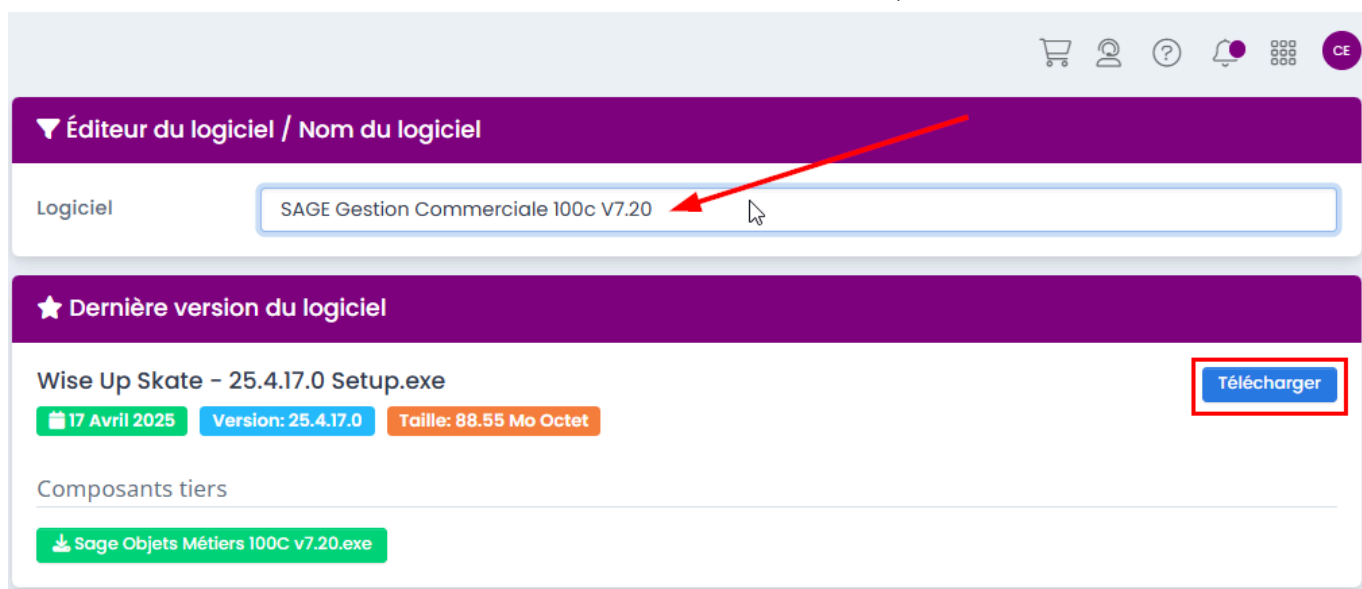 CE
Éditeur du logiciel / Nom du logiciel
Logiciel
SAGE Gestion Commerciale 100c V7.20
Dernière version du logiciel
Wise Up Skate - 25.4.17.0 Setup.exe
Télécharger
17 Avril 2025
Version: 25.4.17.0
Taille: 88.55 Mo Octet
Composants tiers
Sage Objets Métiers 100C v7.20.exe